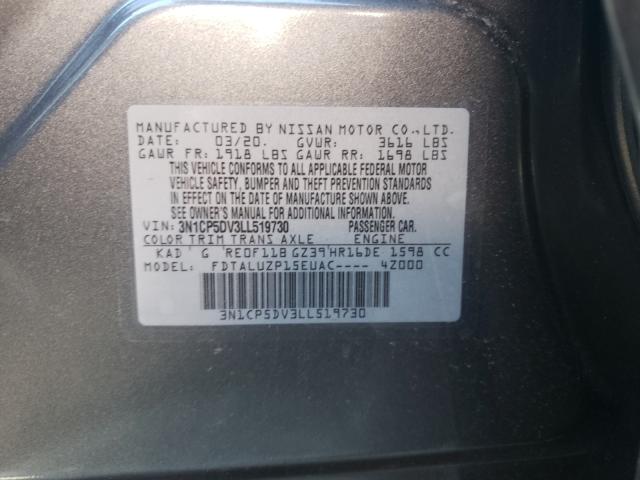 MANUFACTURED BY NISSAN MOTOR CO.,LTD.
DATE: 03/20. GVWR: 3616 LBS
GAWR FR: 1918 LBS GAWR RR: 1698 LBS
THIS VEHICLE CONFORMS TO ALL APPLICABLE FEDERAL MOTOR
VEHICLE SAFETY, BUMPER AND THEFT PREVENTION STANDARDS
IN EFFECT ON THE DATE OF MANUFACTURE SHOWN ABOVE.
SEE OWNER'S MANUAL FOR ADDITIONAL INFORMATION.
VIN: 3N1CP5DV3LL519730 PASSENGER CAR.
COLOR TRIM TRANS AXLE ENGINE
KAD G RE0F11B GZ39 HR16DE 1598 CC
MODEL: FDTALUZP15EUAC---- 4Z000
3N1CP5DV3LL519730